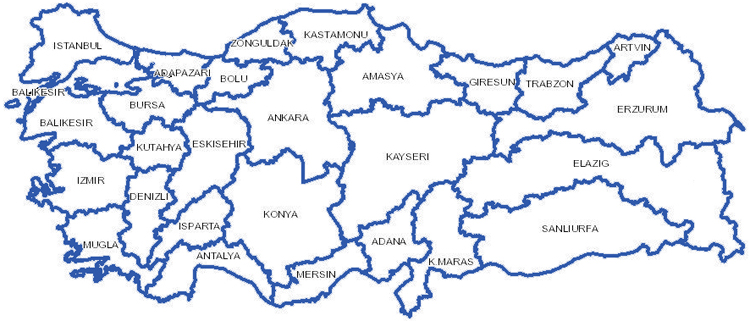 KASTAMONU
ISTANBUL
ZONGULDAK
ARTVIN
ADAPAZARI
BOLU
AMASYA
GIRESUN
TRABZON
BALIKESIR
BURSA
ERZURUM
ANKARA
BALIKESIR
KUTAHYA
ESKISEHIR
KAYSERI
ELAZIG
IZMIR
DENIZLI
KONYA
ISPARTA
SANLIURFA
MUGLA
ADANA
ANTALYA
K.MARAS
MERSIN